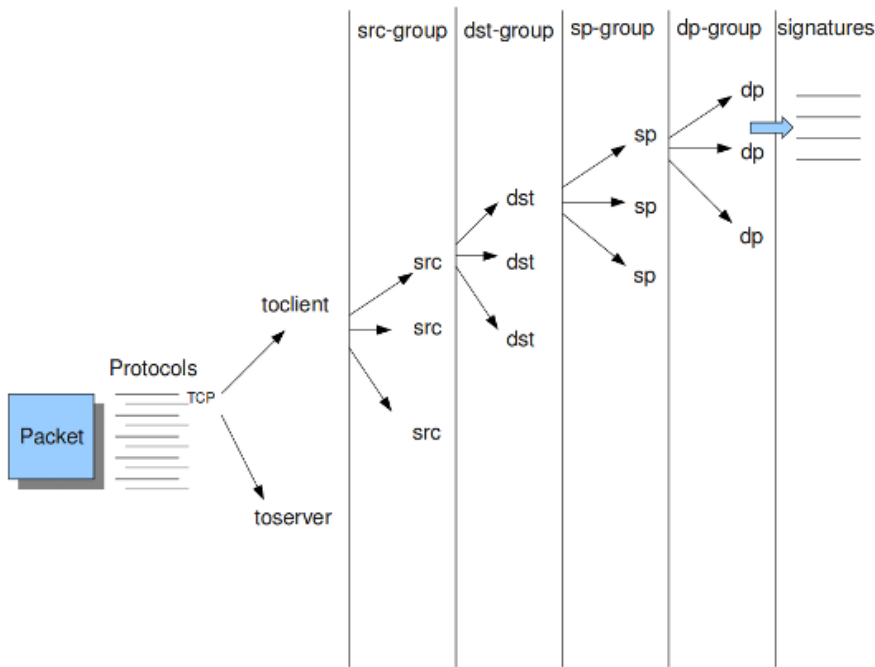 src-group dst-group sp-group dp-group signatures
dp
sp
dp
dst
sp
dp
src
dst
sp
toclient
src
dst
Protocols
TCP
Packet
src
toserver